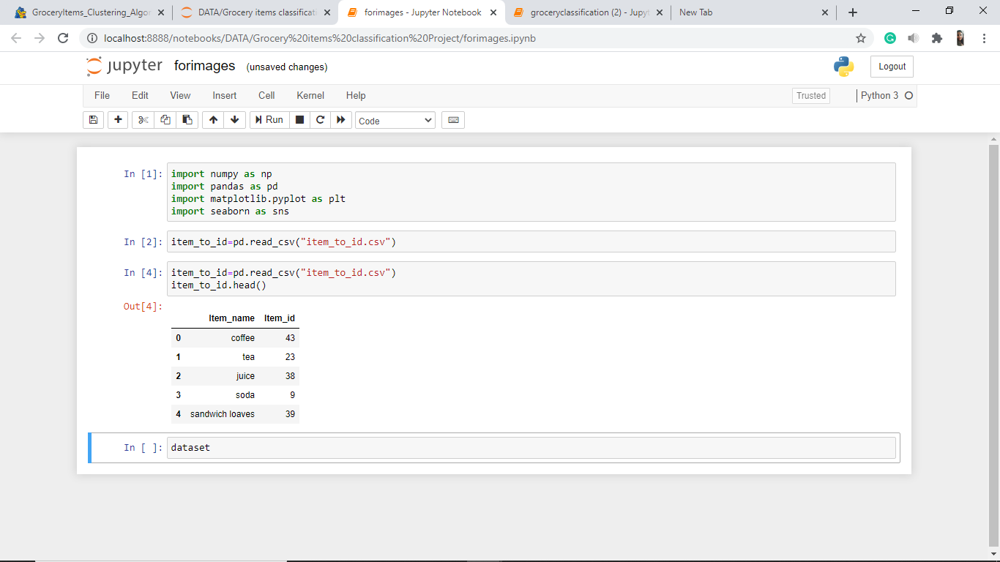 GroceryItems_Clustering_Algor
DATA/Grocery items classificati
forimages - Jupyter Notebook
groceryclassification (2) - Jupyt
New Tab
localhost:8888/notebooks/DATA/Grocery%20items%20classification%20Project/forimages.ipynb
jupyter forimages (unsaved changes)
Logout
File Edit View Insert Cell Kernel Help
Trusted
Python 3
Run
Code
In [1]: import numpy as np
import pandas as pd
import matplotlib.pyplot as plt
import seaborn as sns
In [2]: item_to_id=pd.read_csv("item_to_id.csv")
In [4]: item_to_id=pd.read_csv("item_to_id.csv")
item_to_id.head()
Out[4]:
Item_name Item_id
0 coffee 43
1 tea 23
2 juice 38
3 soda 9
4 sandwich loaves 39
In [ ]: dataset